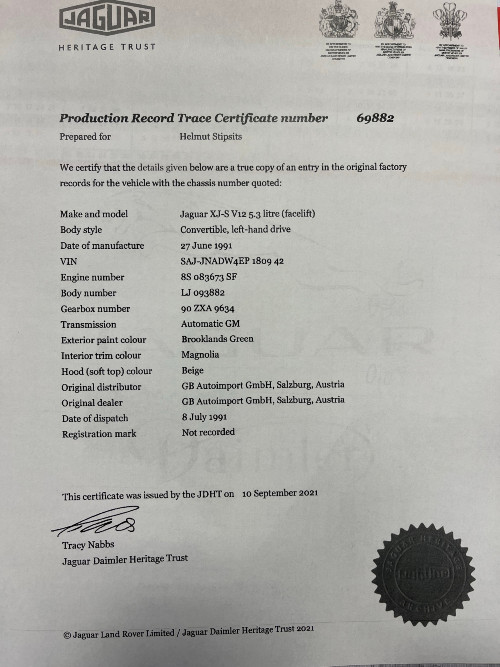 JAGUAR
HERITAGE TRUST
Production Record Trace Certificate number 69882
Prepared for Helmut Stipsits
We certify that the details given below are a true copy of an entry in the original factory
records for the vehicle with the chassis number quoted:
Make and model Jaguar XJ-S V12 5.3 litre (facelift)
Body style Convertible, left-hand drive
Date of manufacture 27 June 1991
VIN SAJ-JNADW4EP 1809 42
Engine number 8S 083673 SF
Body number LJ 093882
Gearbox number 90 ZXA 9634
Transmission Automatic GM
Exterior paint colour Brooklands Green
Interior trim colour Magnolia
Hood (soft top) colour Beige
Original distributor GB Autoimport GmbH, Salzburg, Austria
Original dealer GB Autoimport GmbH, Salzburg, Austria
Date of dispatch 8 July 1991
Registration mark Not recorded
This certificate was issued by the JDHT on 10 September 2021
Tracy Nabbs
Jaguar Daimler Heritage Trust
JAGUAR HERITAGE
© Jaguar Land Rover Limited / Jaguar Daimler Heritage Trust 2021